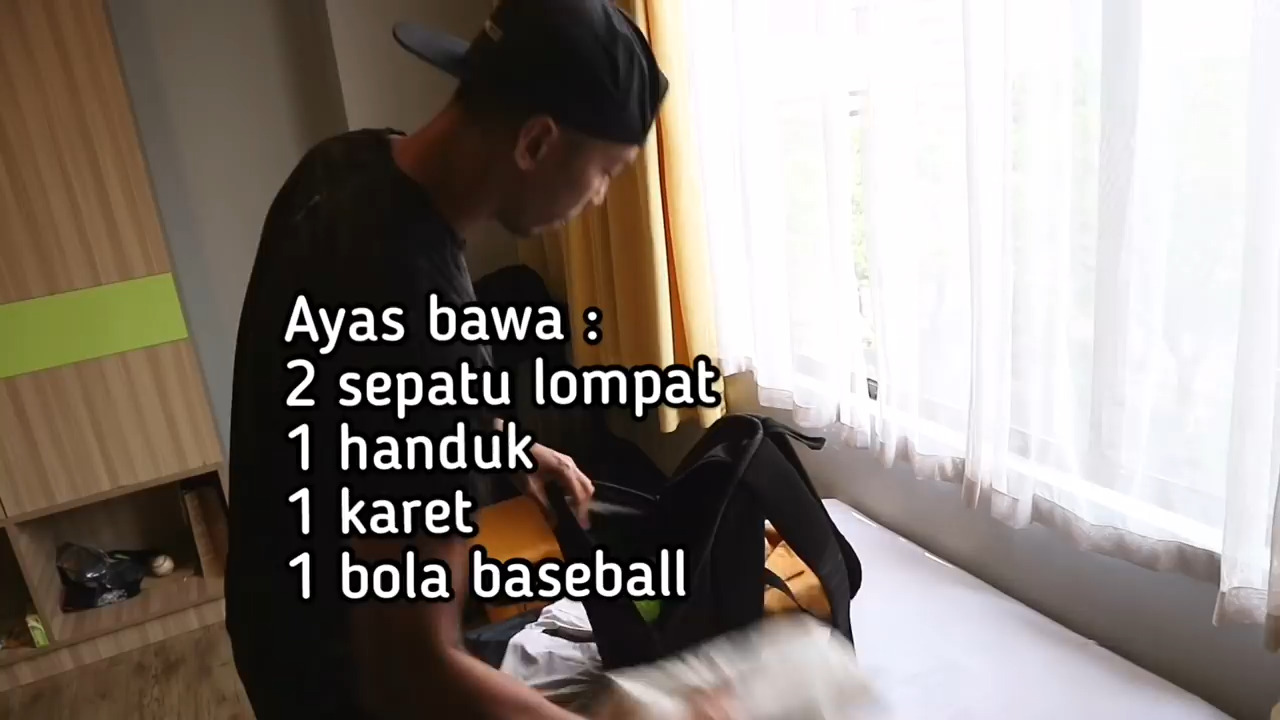 Ayas bawa :
2 sepatu lompat
1 handuk
1 karet
1 bola baseball